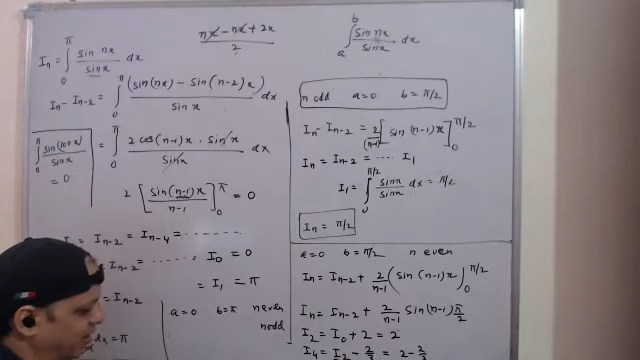 nx - nx + 2x
2
I_n = ∫_0^π sin nx / sin x dx
I_n - I_{n-2} = ∫_0^π (sin(nx) - sin(n-2)x) / sin x dx
∫_0^π sin(100x) / sin x = 0
= ∫_0^π 2 cos(n-1)x . sin x / sin x dx
2 [ sin(n-1)x / n-1 ]_0^π = 0
= I_{n-2} = I_{n-4} = .......
I_{n-2} ...... I_0 = 0
= I_1 = π
= I_{n-2}
dx = π
a=0 b=π n even
n odd
∫_a^b sin nx / sin x dx
n odd a=0 b=π/2
I_n - I_{n-2} = 2/(n-1) [ sin(n-1)x ]_0^{π/2}
I_n = I_{n-2} = .... I_1
I_1 = ∫_0^{π/2} sin x / sin x dx = π/2
I_n = π/2
a=0 b=π/2 n even
I_n = I_{n-2} + 2/(n-1) ( sin(n-1)x )_0^{π/2}
I_n = I_{n-2} + 2/(n-1) sin(n-1)π/2
I_2 = I_0 + 2 = 2
I_4 = I_2 - 2/3 = 2 - 2/3